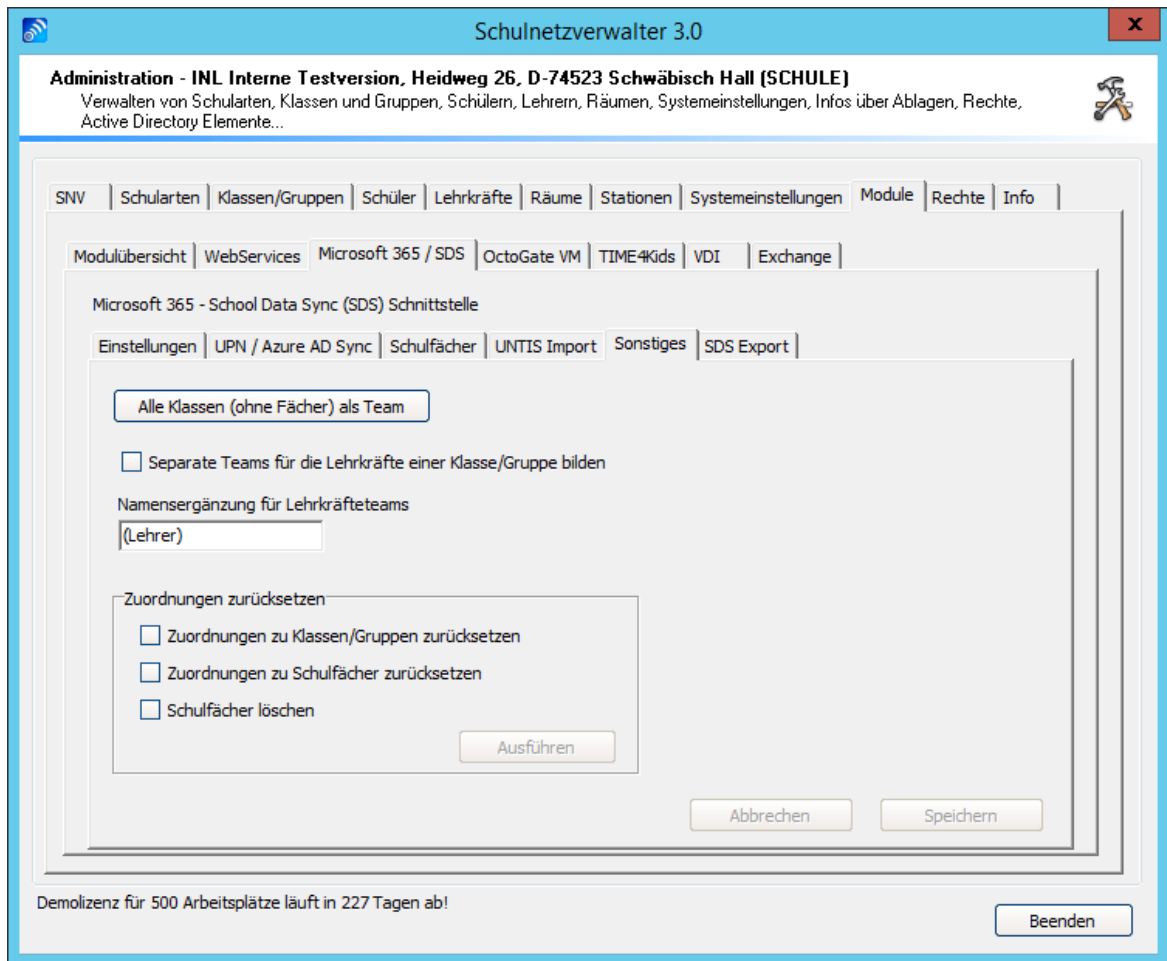 Schulnetzverwalter 3.0
x
Administration - INL Interne Testversion, Heidweg 26, D-74523 Schwäbisch Hall (SCHULE)
Verwalten von Schularten, Klassen und Gruppen, Schülern, Lehrern, Räumen, Systemeinstellungen, Infos über Ablagen, Rechte,
Active Directory Elemente...
SNV Schularten Klassen/Gruppen Schüler Lehrkräfte Räume Stationen Systemeinstellungen Module Rechte Info
Modulübersicht WebServices Microsoft 365 / SDS OctoGate VM TIME4Kids VDI Exchange
Microsoft 365 - School Data Sync (SDS) Schnittstelle
Einstellungen UPN / Azure AD Sync Schulfächer UNTIS Import Sonstiges SDS Export
Alle Klassen (ohne Fächer) als Team
Separate Teams für die Lehrkräfte einer Klasse/Gruppe bilden
Namensergänzung für Lehrkräfteteams
(Lehrer)
Zuordnungen zurücksetzen
Zuordnungen zu Klassen/Gruppen zurücksetzen
Zuordnungen zu Schulfächer zurücksetzen
Schulfächer löschen
Ausführen
Abbrechen Speichern
Demolizenz für 500 Arbeitsplätze läuft in 227 Tagen ab!
Beenden